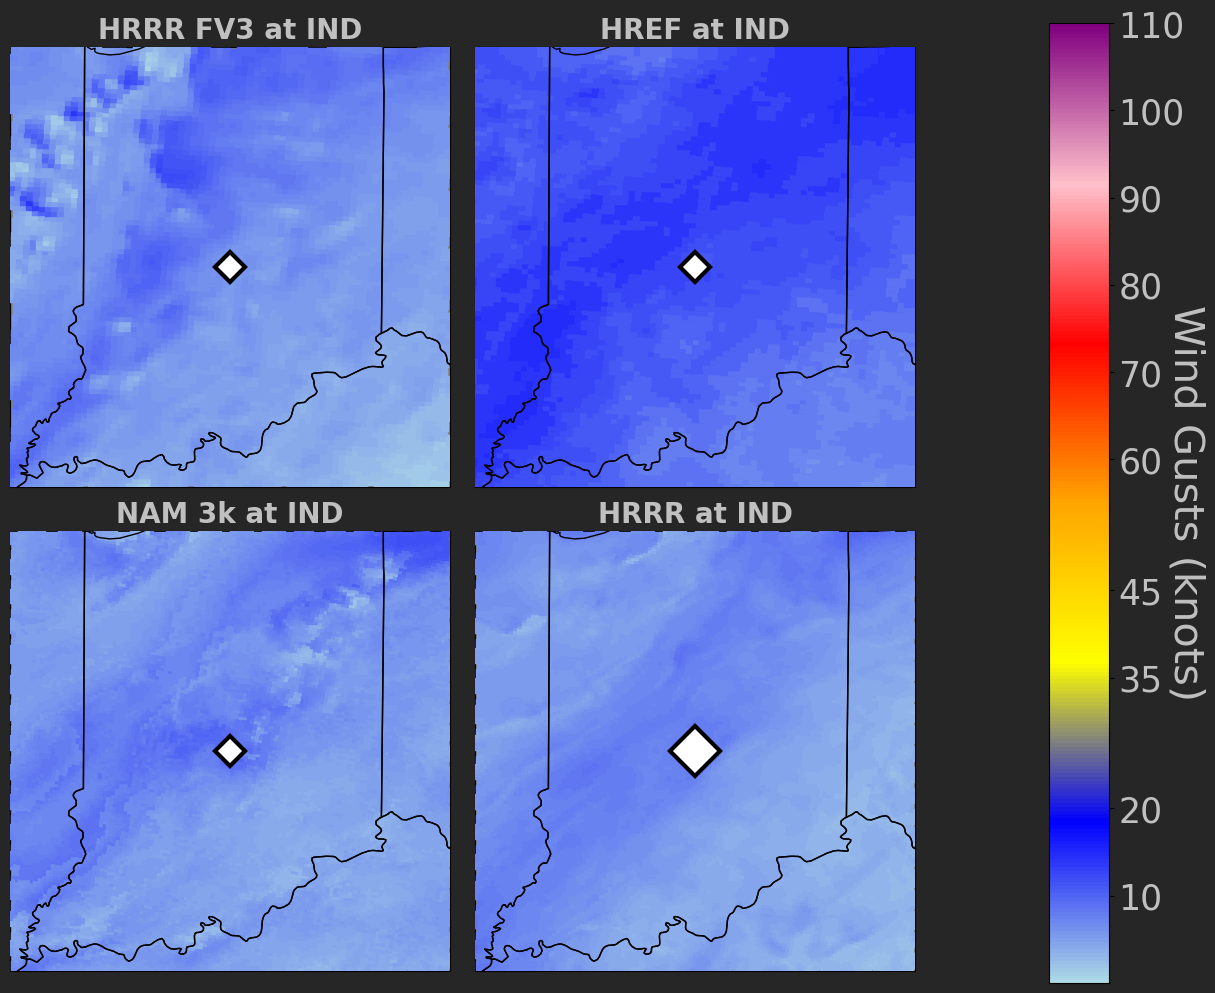 HRRR FV3 at IND
HREF at IND
NAM 3k at IND
HRRR at IND
110
100
90
80
70
60
45
35
20
10
Wind Gusts (knots)